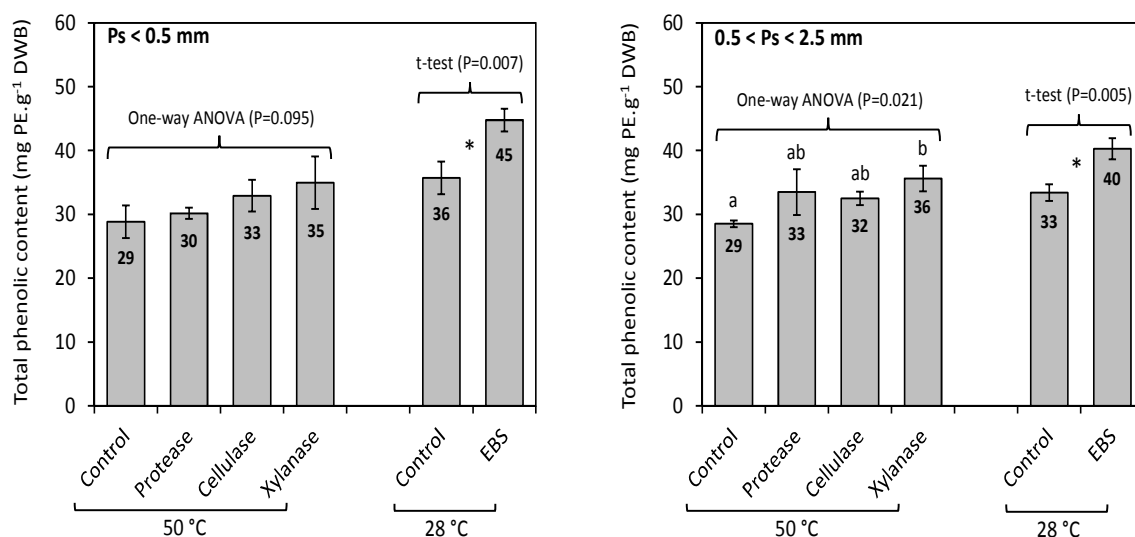 Total phenolic content (mg PE.g⁻¹ DWB)
60
50
40
30
20
10
0
Ps < 0.5 mm
t-test (P=0.007)
One-way ANOVA (P=0.095)
*
29
30
33
35
36
45
Control
Protease
Cellulase
Xylanase
Control
EBS
50 °C
28 °C
Total phenolic content (mg PE.g⁻¹ DWB)
60
50
40
30
20
10
0
0.5 < Ps < 2.5 mm
One-way ANOVA (P=0.021)
t-test (P=0.005)
a
ab
ab
b
*
29
33
32
36
33
40
Control
Protease
Cellulase
Xylanase
Control
EBS
50 °C
28 °C